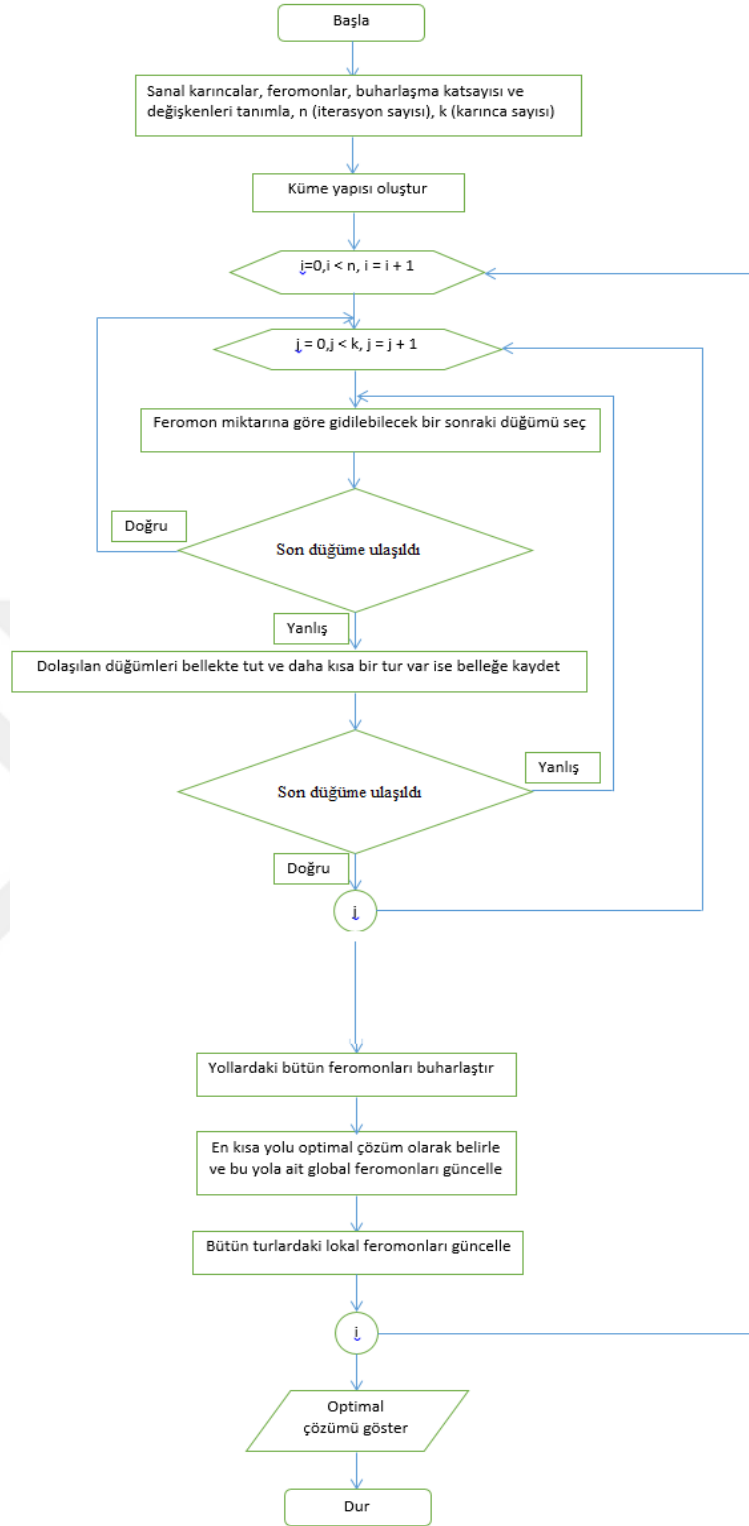 Başla
Sanal karıncalar, feromonlar, buharlaşma katsayısı ve
değişkenleri tanımla, n (iterasyon sayısı), k (karınca sayısı)
Küme yapısı oluştur
i=0,i < n, i = i + 1
j = 0,j < k, j = j + 1
Feromon miktarına göre gidilebilecek bir sonraki düğümü seç
Doğru
Son düğüme ulaşıldı
Yanlış
Dolaşılan düğümleri bellekte tut ve daha kısa bir tur var ise belleğe kaydet
Yanlış
Son düğüme ulaşıldı
Doğru
j
Yollardaki bütün feromonları buharlaştır
En kısa yolu optimal çözüm olarak belirle
ve bu yola ait global feromonları güncelle
Bütün turlardaki lokal feromonları güncelle
i
Optimal
çözümü göster
Dur